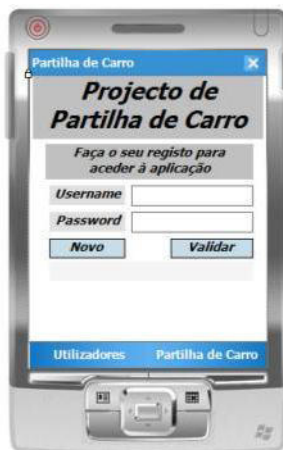 Partilha de Carro
Projecto de
Partilha de Carro
Faça o seu registo para
aceder à aplicação
Username
Password
Novo Validar
Utilizadores Partilha de Carro